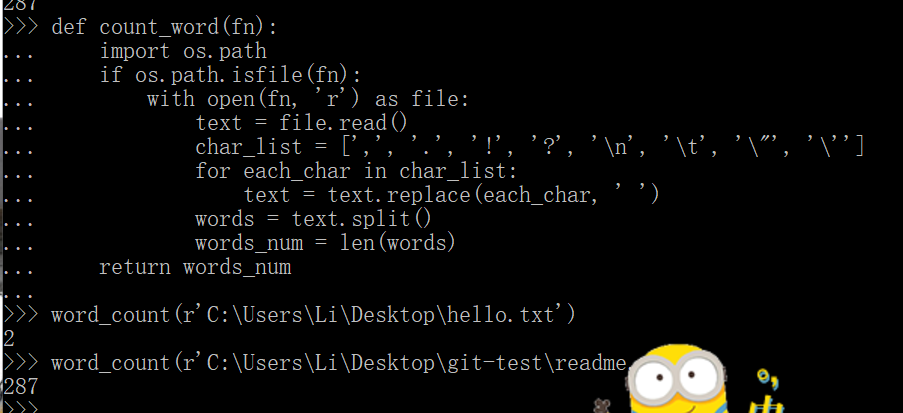 287
>>> def count_word(fn):
...     import os.path
...     if os.path.isfile(fn):
...         with open(fn, 'r') as file:
...             text = file.read()
...             char_list = [',', '.', '!', '?', '\n', '\t', '\"', '\'']
...             for each_char in char_list:
...                 text = text.replace(each_char, ' ')
...             words = text.split()
...             words_num = len(words)
...     return words_num
...
>>> word_count(r'C:\Users\Li\Desktop\hello.txt')
2
>>> word_count(r'C:\Users\Li\Desktop\git-test\readme.
287
>>>